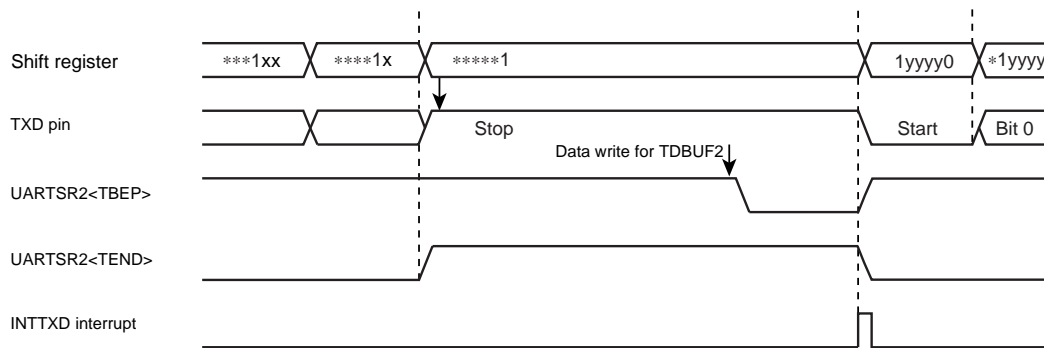 Shift register
***1xx
****1x
*****1
1yyyy0
*1yyyy
TXD pin
Stop
Start
Bit 0
Data write for TDBUF2
UARTSR2<TBEP>
UARTSR2<TEND>
INTTXD interrupt